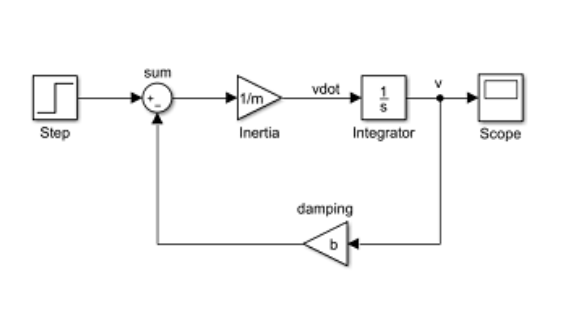 sum
+
-
1/m
vdot
1
s
v
Step
Inertia
Integrator
Scope
damping
b